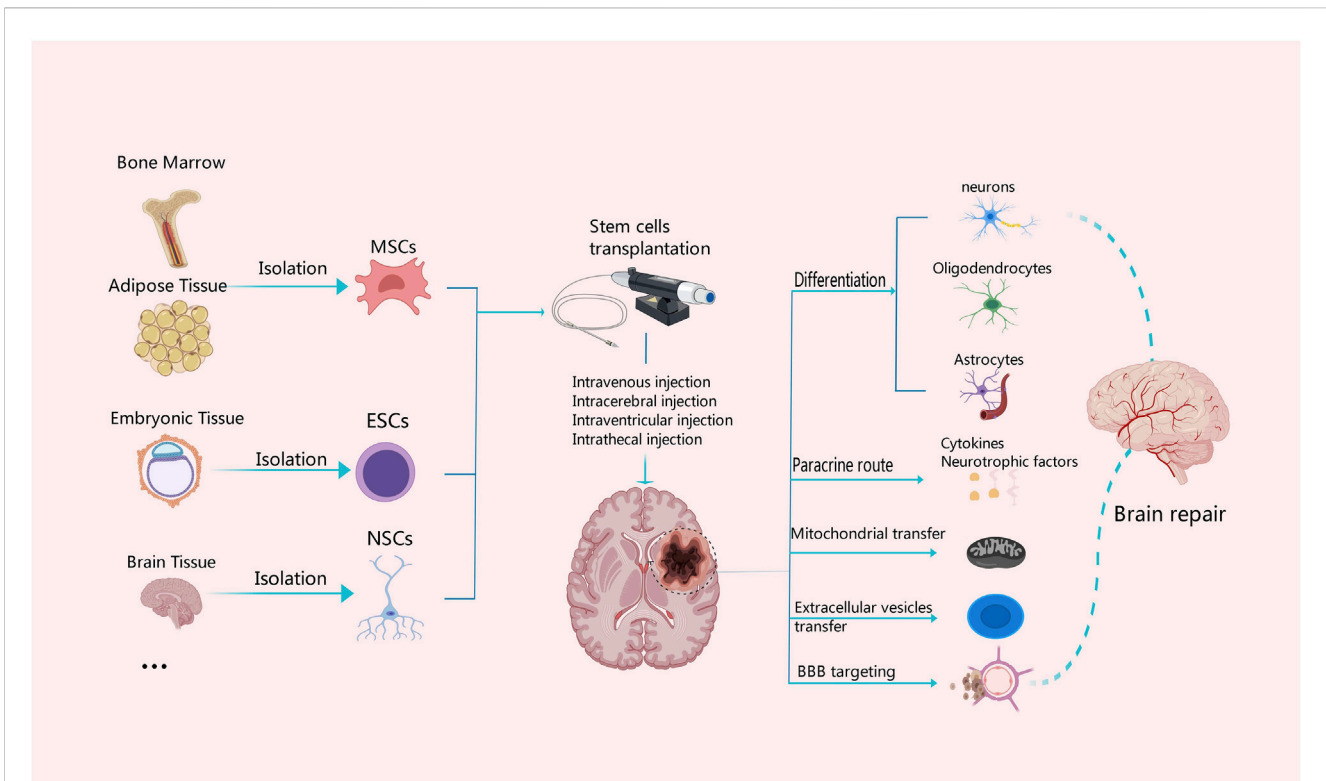 Bone Marrow
Adipose Tissue
Isolation
MSCs
Embryonic Tissue
Isolation
ESCs
Brain Tissue
Isolation
NSCs
...
Stem cells
transplantation
Intravenous injection
Intracerebral injection
Intraventricular injection
Intrathecal injection
Differentiation
neurons
Oligodendrocytes
Astrocytes
Paracrine route
Cytokines
Neurotrophic factors
Mitochondrial transfer
Extracellular vesicles
transfer
BBB targeting
Brain repair